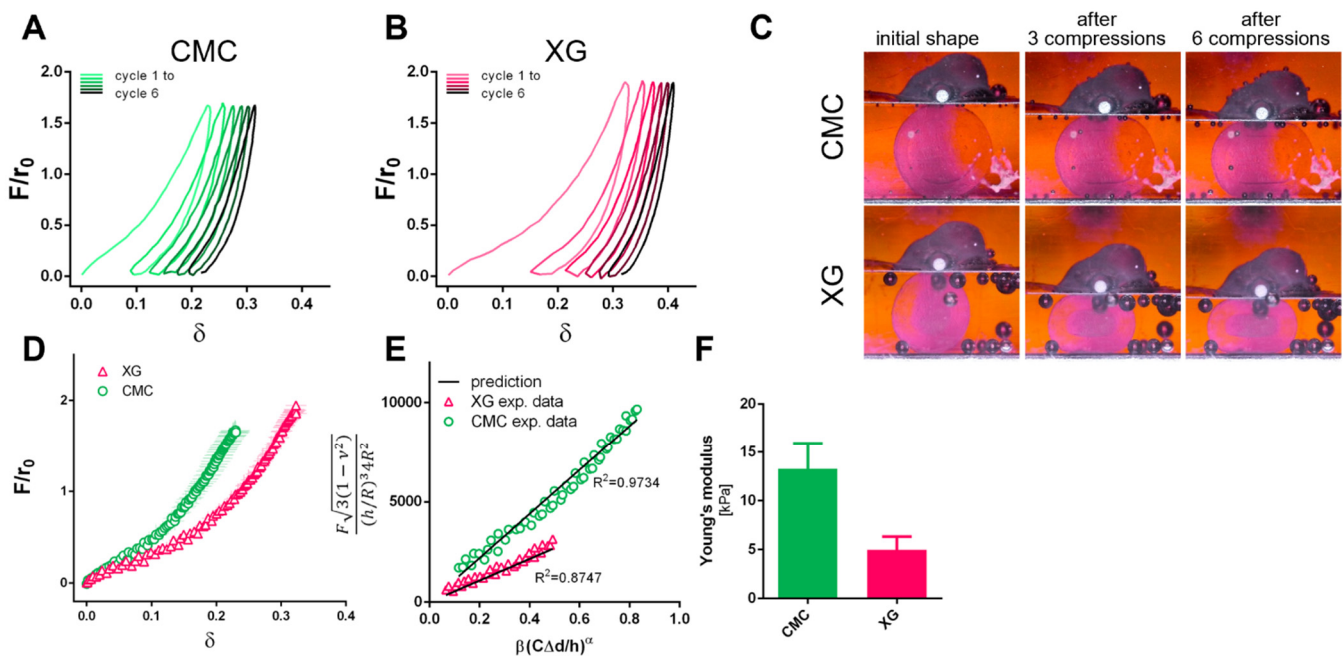 A
CMC
cycle 1 to
cycle 6
F/r₀
2.0
1.5
1.0
0.5
0.0
0.0
0.1
0.2
0.3
0.4
δ
B
XG
cycle 1 to
cycle 6
F/r₀
2.0
1.5
1.0
0.5
0.0
0.0
0.1
0.2
0.3
0.4
δ
C
initial shape
after
3 compressions
after
6 compressions
CMC
XG
D
XG
CMC
F/r₀
2
1
0
0.0
0.1
0.2
0.3
0.4
δ
E
prediction
XG exp. data
CMC exp. data
F√3(1 − ν²)
(h/R)³4R²
10000
5000
0
R²=0.9734
R²=0.8747
0.0
0.2
0.4
0.6
0.8
1.0
β(CΔd/h)^α
F
Young's modulus
[kPa]
20
15
10
5
0
CMC
XG